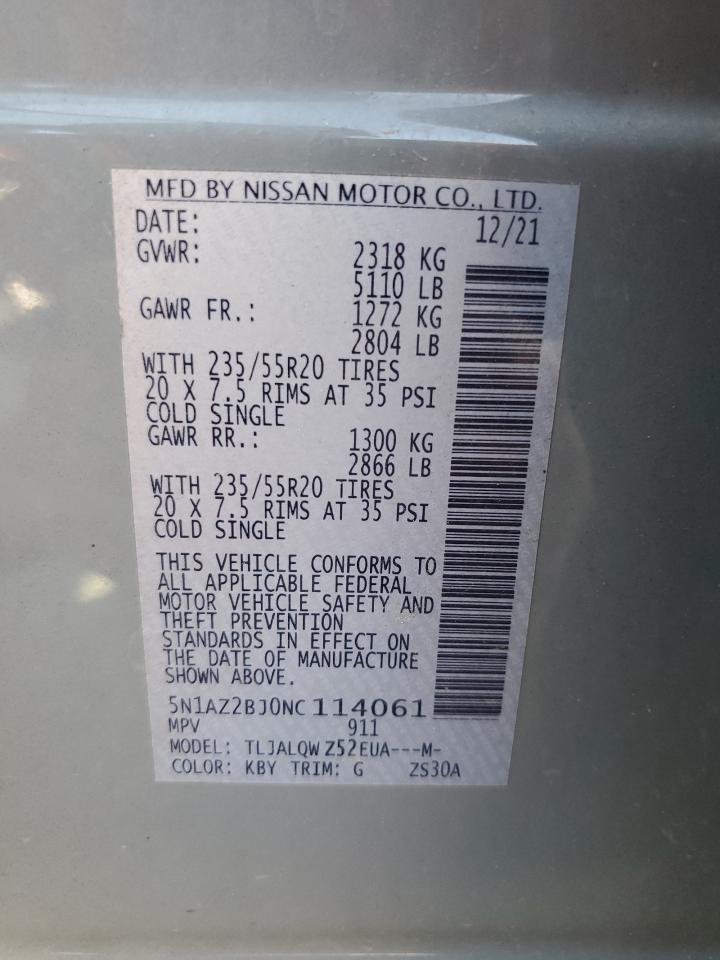 MFD BY NISSAN MOTOR CO., LTD.
DATE: 12/21
GVWR: 2318 KG
5110 LB
GAWR FR.: 1272 KG
2804 LB
WITH 235/55R20 TIRES
20 X 7.5 RIMS AT 35 PSI
COLD SINGLE
GAWR RR.: 1300 KG
2866 LB
WITH 235/55R20 TIRES
20 X 7.5 RIMS AT 35 PSI
COLD SINGLE
THIS VEHICLE CONFORMS TO
ALL APPLICABLE FEDERAL
MOTOR VEHICLE SAFETY AND
THEFT PREVENTION
STANDARDS IN EFFECT ON
THE DATE OF MANUFACTURE
SHOWN ABOVE.
5N1AZ2BJ0NC114061
MPV 911
MODEL: TLJALQW Z52EUA---M-
COLOR: KBY TRIM: G ZS30A